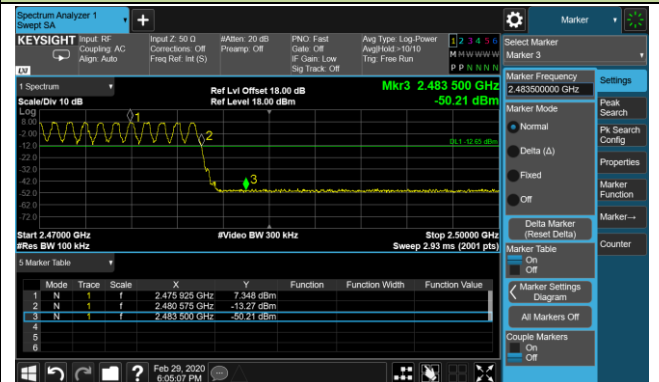 Spectrum Analyzer 1
Swept SA
+
Marker
KEYSIGHT
LXI
Input: RF
Coupling: AC
Align: Auto
Input Z: 50 Ω
Corrections: Off
Freq Ref: Int (S)
#Atten: 20 dB
Preamp: Off
PNO: Fast
Gate: Off
IF Gain: Low
Sig Track: Off
Avg Type: Log-Power
Avg|Hold:>10/10
Trig: Free Run
1 2 3 4 5 6
M W W W W W
P P N N N N
Select Marker
Marker 3
1 Spectrum
Scale/Div 10 dB
Ref Lvl Offset 18.00 dB
Ref Level 18.00 dBm
Mkr3 2.483 500 GHz
-50.21 dBm
Log
8.00
-2.00
-12.0
-22.0
-32.0
-42.0
-52.0
-62.0
-72.0
1
2
3
DL1 -12.65 dBm
Start 2.47000 GHz
#Res BW 100 kHz
#Video BW 300 kHz
Stop 2.50000 GHz
Sweep 2.93 ms (2001 pts)
5 Marker Table
Mode Trace Scale X Y Function Function Width Function Value
1 N 1 f 2.475 925 GHz 7.348 dBm
2 N 1 f 2.480 575 GHz -13.27 dBm
3 N 1 f 2.483 500 GHz -50.21 dBm
4
5
6
Marker Frequency
2.483500000 GHz
Marker Mode
Normal
Delta (Δ)
Fixed
Off
Delta Marker
(Reset Delta)
Marker Table
On
Off
Marker Settings
Diagram
All Markers Off
Couple Markers
On
Off
Settings
Peak
Search
Pk Search
Config
Properties
Marker
Function
Marker→
Counter
?
Feb 29, 2020
6:05:07 PM